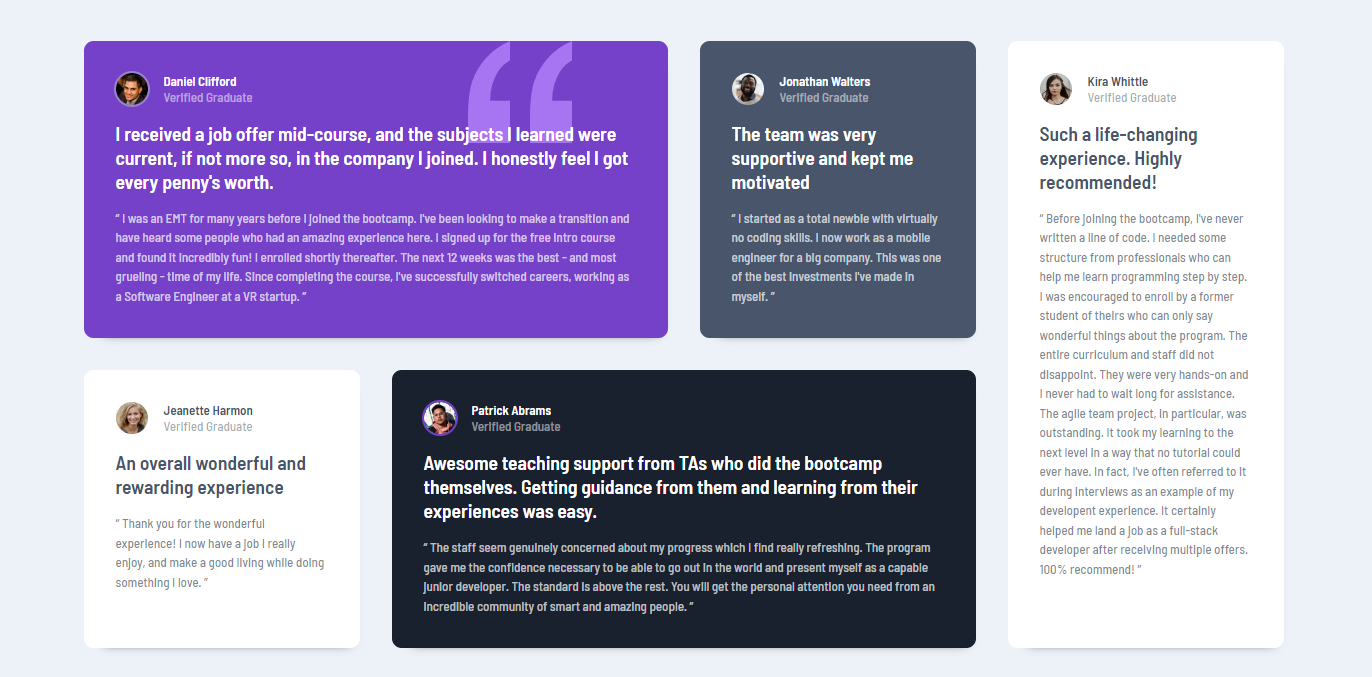 Daniel Clifford
Verified Graduate
I received a job offer mid-course, and the subjects I learned were
current, if not more so, in the company I joined. I honestly feel I got
every penny's worth.
“ I was an EMT for many years before I joined the bootcamp. I've been looking to make a transition and
have heard some people who had an amazing experience here. I signed up for the free intro course
and found it incredibly fun! I enrolled shortly thereafter. The next 12 weeks was the best - and most
grueling - time of my life. Since completing the course, I've successfully switched careers, working as
a Software Engineer at a VR startup. ”
Jonathan Walters
Verified Graduate
The team was very
supportive and kept me
motivated
“ I started as a total newbie with virtually
no coding skills. I now work as a mobile
engineer for a big company. This was one
of the best investments I've made in
myself. ”
Kira Whittle
Verified Graduate
Such a life-changing
experience. Highly
recommended!
“ Before joining the bootcamp, I've never
written a line of code. I needed some
structure from professionals who can
help me learn programming step by step.
I was encouraged to enroll by a former
student of theirs who can only say
wonderful things about the program. The
entire curriculum and staff did not
disappoint. They were very hands-on and
I never had to wait long for assistance.
The agile team project, in particular, was
outstanding. It took my learning to the
next level in a way that no tutorial could
ever have. In fact, I've often referred to it
during interviews as an example of my
developent experience. It certainly
helped me land a job as a full-stack
developer after receiving multiple offers.
100% recommend! ”
Jeanette Harmon
Verified Graduate
An overall wonderful and
rewarding experience
“ Thank you for the wonderful
experience! I now have a job I really
enjoy, and make a good living while doing
something I love. ”
Patrick Abrams
Verified Graduate
Awesome teaching support from TAs who did the bootcamp
themselves. Getting guidance from them and learning from their
experiences was easy.
“ The staff seem genuinely concerned about my progress which I find really refreshing. The program
gave me the confidence necessary to be able to go out in the world and present myself as a capable
junior developer. The standard is above the rest. You will get the personal attention you need from an
incredible community of smart and amazing people. ”